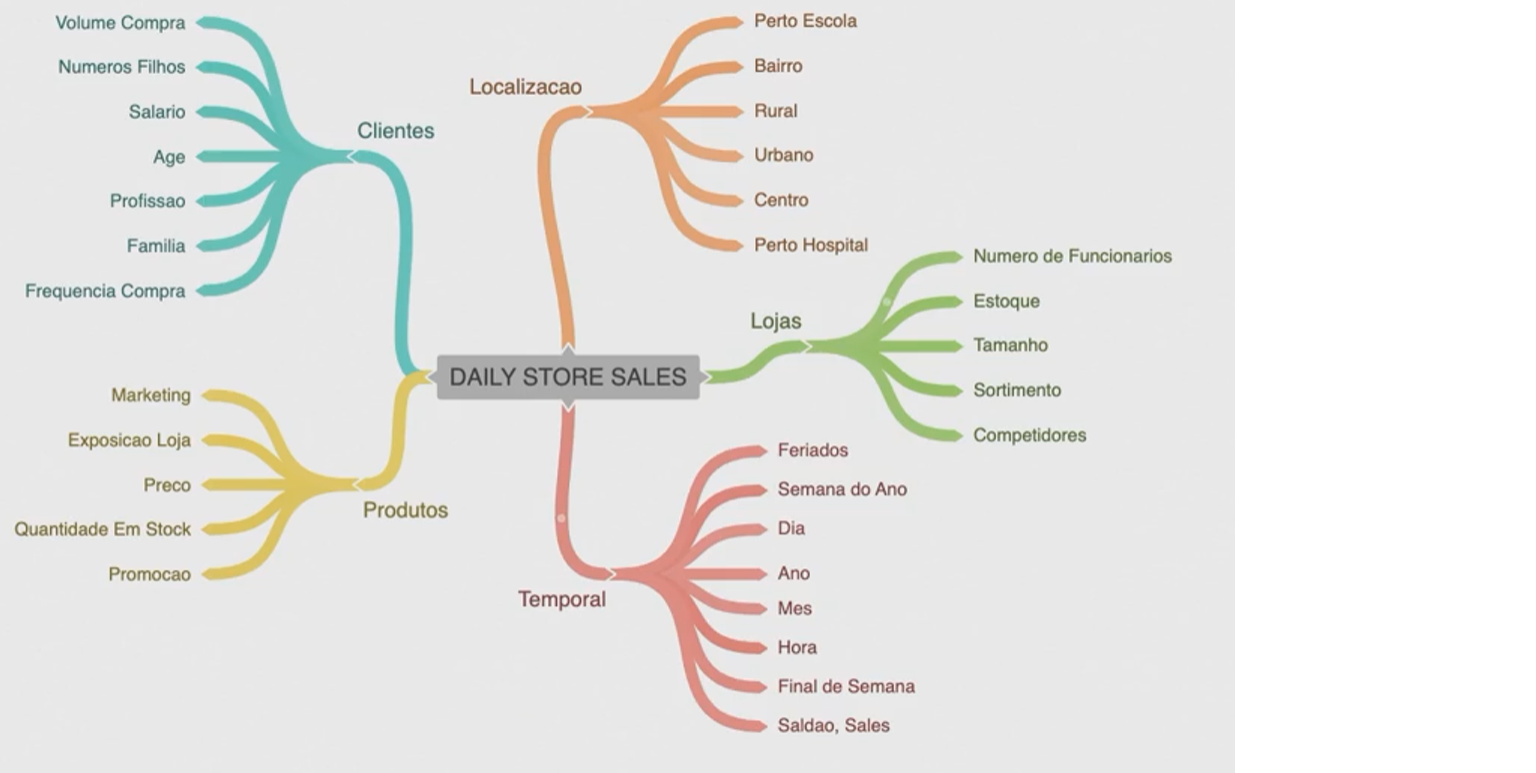 Volume Compra
Numeros Filhos
Salario
Age
Profissao
Familia
Frequencia Compra
Clientes
Localizacao
Perto Escola
Bairro
Rural
Urbano
Centro
Perto Hospital
DAILY STORE SALES
Lojas
Numero de Funcionarios
Estoque
Tamanho
Sortimento
Competidores
Marketing
Exposicao Loja
Preco
Quantidade Em Stock
Promocao
Produtos
Temporal
Feriados
Semana do Ano
Dia
Ano
Mes
Hora
Final de Semana
Saldao, Sales